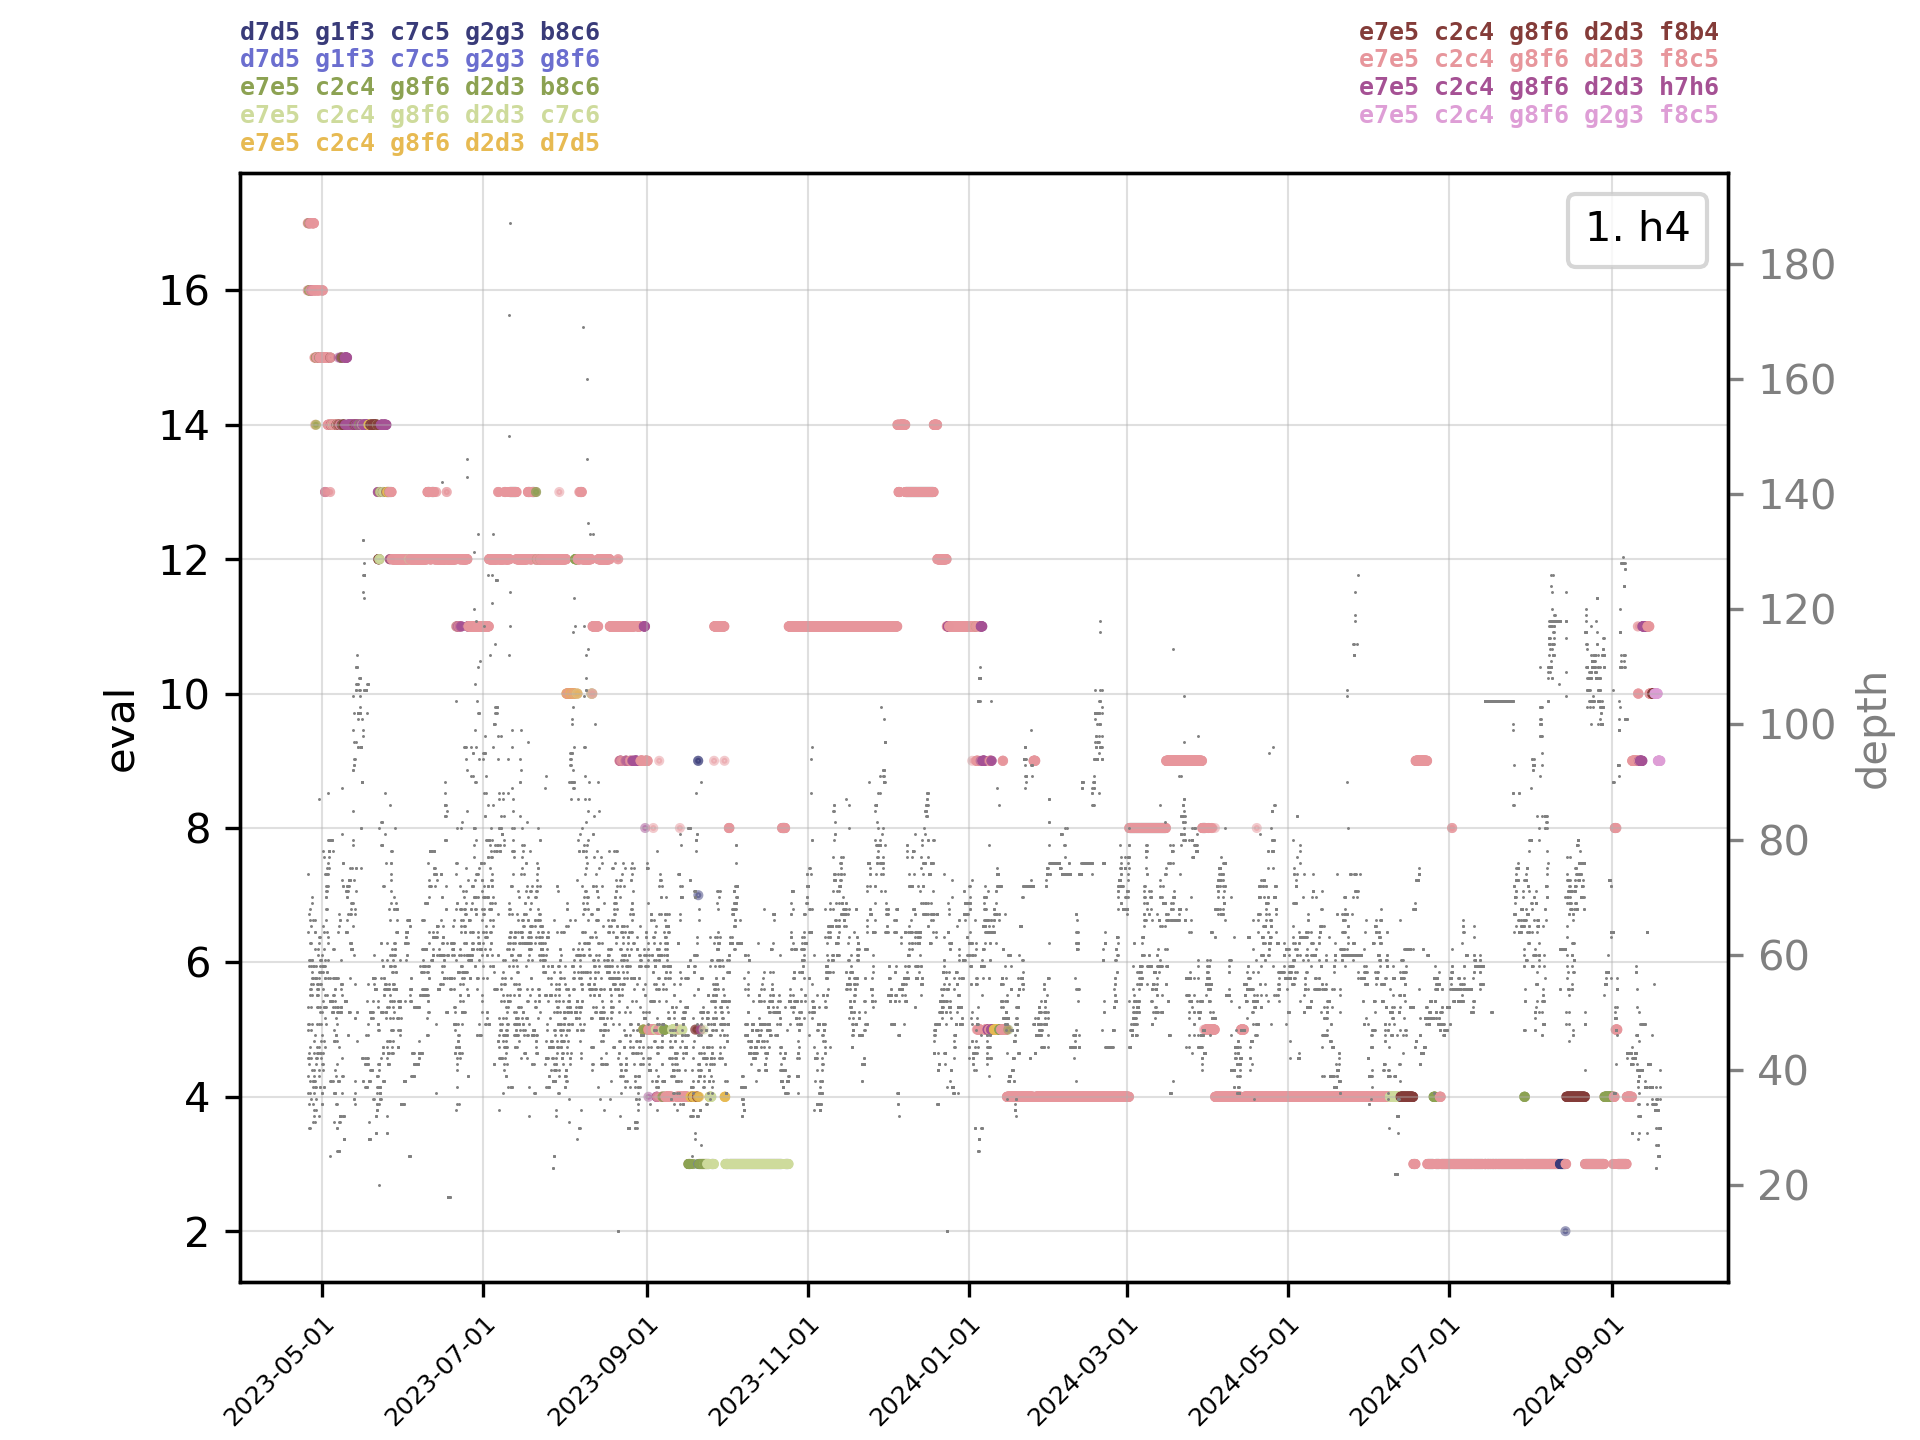 d7d5 g1f3 c7c5 g2g3 b8c6
d7d5 g1f3 c7c5 g2g3 g8f6
e7e5 c2c4 g8f6 d2d3 b8c6
e7e5 c2c4 g8f6 d2d3 c7c6
e7e5 c2c4 g8f6 d2d3 d7d5
e7e5 c2c4 g8f6 d2d3 f8b4
e7e5 c2c4 g8f6 d2d3 f8c5
e7e5 c2c4 g8f6 d2d3 h7h6
e7e5 c2c4 g8f6 g2g3 f8c5
1. h4
eval
16
14
12
10
8
6
4
2
depth
180
160
140
120
100
80
60
40
20
2023-05-01
2023-07-01
2023-09-01
2023-11-01
2024-01-01
2024-03-01
2024-05-01
2024-07-01
2024-09-01